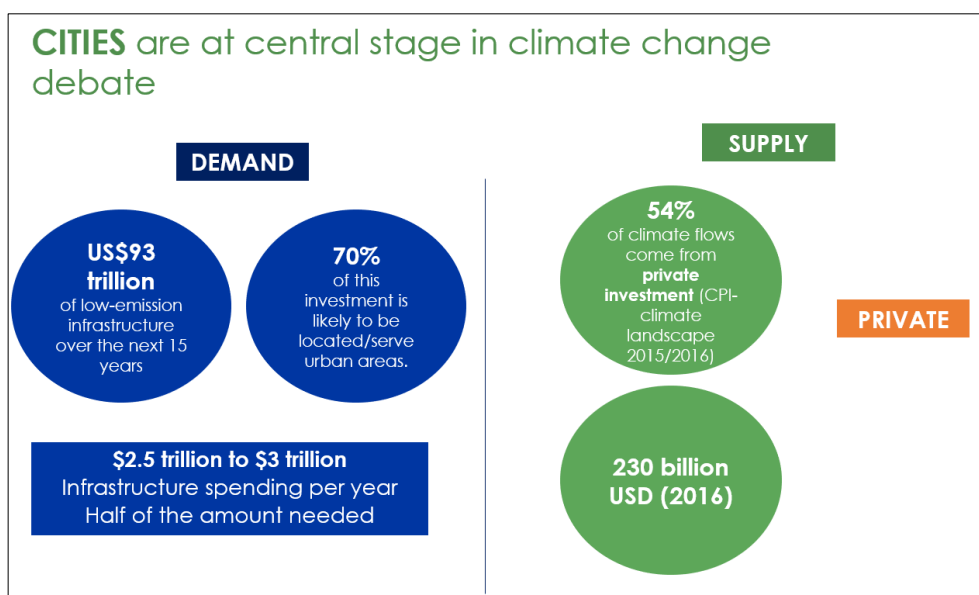 CITIES are at central stage in climate change
debate
DEMAND
US$93
trillion
of low-emission
infrastructure
over the next 15
years
70%
of this
investment is
likely to be
located/serve
urban areas.
$2.5 trillion to $3 trillion
Infrastructure spending per year
Half of the amount needed
SUPPLY
54%
of climate flows
come from
private
investment (CPI-
climate
landscape
2015/2016)
PRIVATE
230 billion
USD (2016)